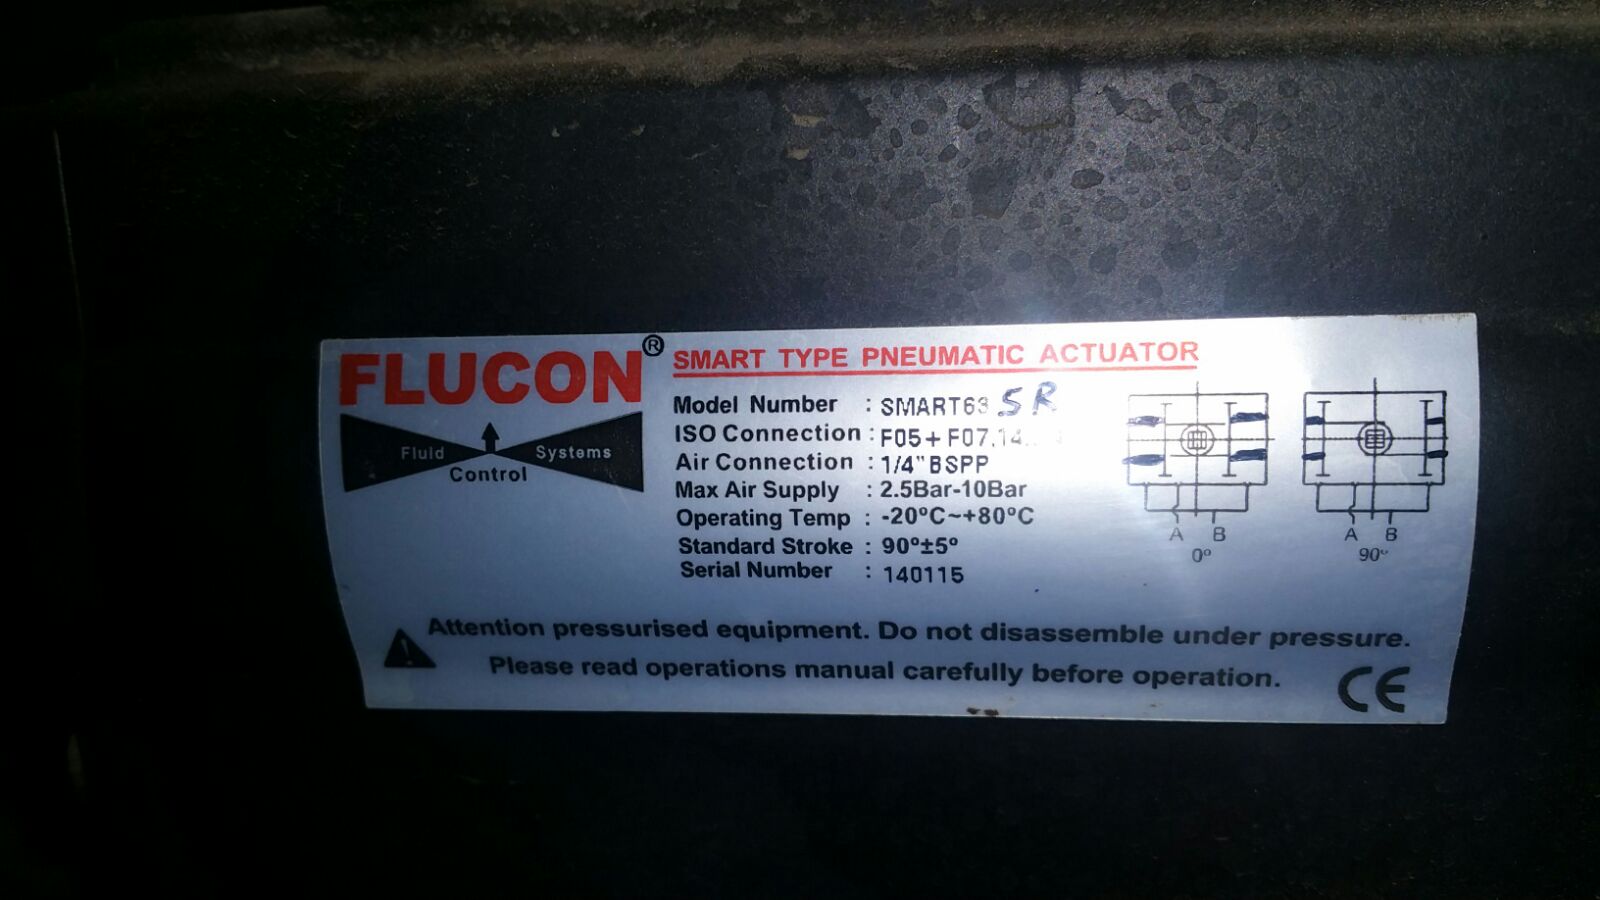 FLUCON®
Fluid Systems
Control
SMART TYPE PNEUMATIC ACTUATOR
Model Number : SMART63 SR
ISO Connection : F05+F07.14.
Air Connection : 1/4"BSPP
Max Air Supply : 2.5Bar-10Bar
Operating Temp : -20°C~+80°C
Standard Stroke : 90°±5°
Serial Number : 140115
A B
0°
A B
90°
Attention pressurised equipment. Do not disassemble under pressure.
Please read operations manual carefully before operation.
CE